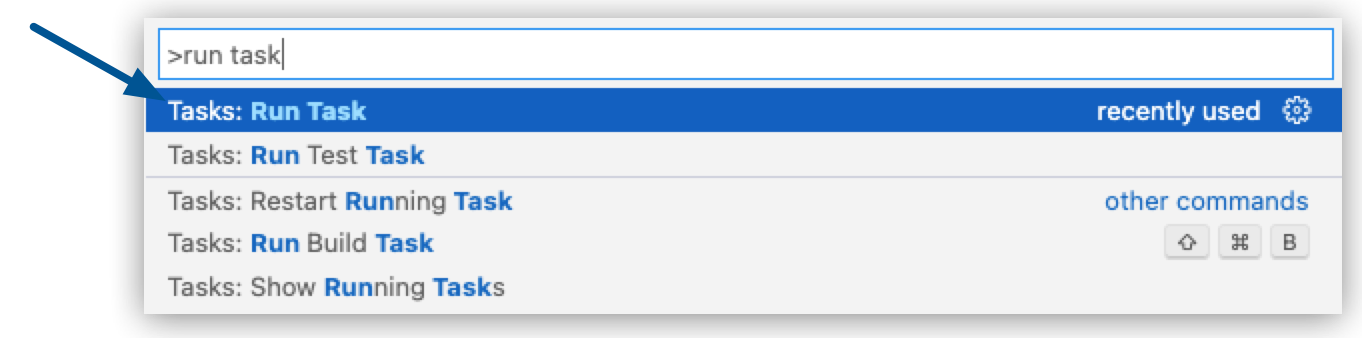 >run task
Tasks: Run Task recently used
Tasks: Run Test Task
Tasks: Restart Running Task other commands
Tasks: Run Build Task ⇧ ⌘ B
Tasks: Show Running Tasks